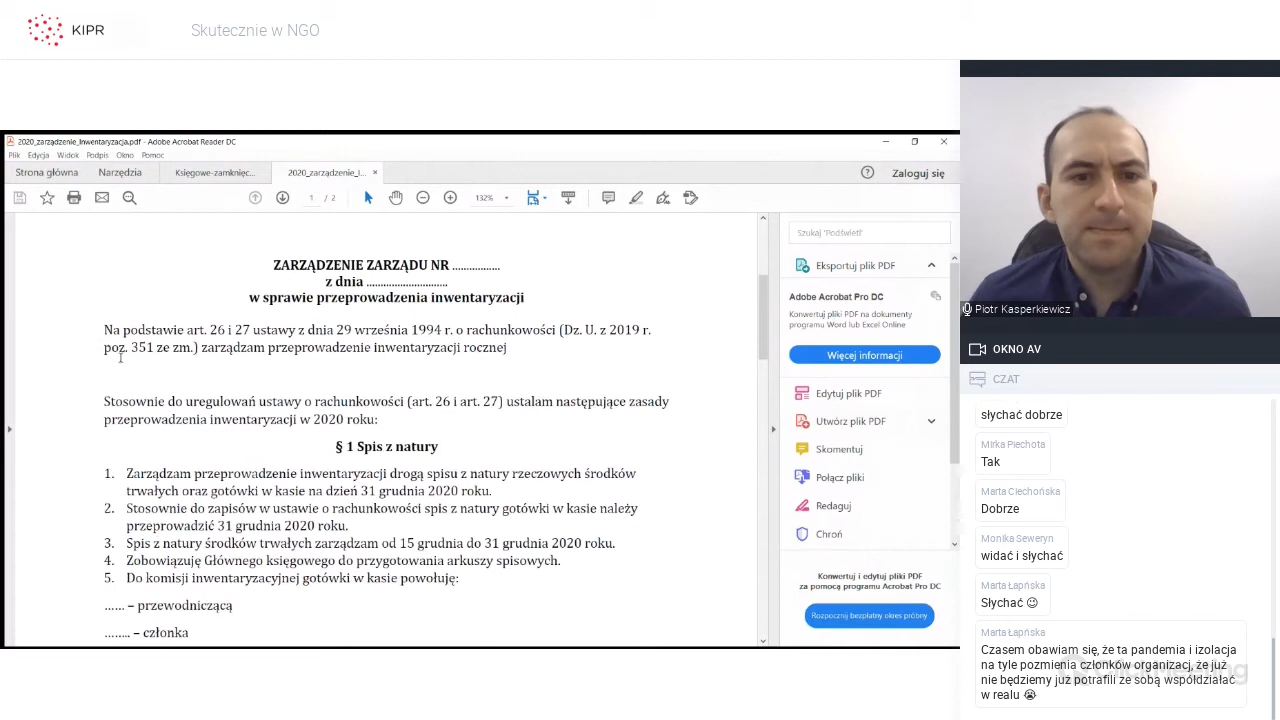 KIPR
Skutecznie w NGO
2020_zarządzenie_Inwentaryzacja.pdf - Adobe Acrobat Reader DC
Plik Edycja Widok Podpis Okno Pomoc
Strona główna Narzędzia Księgowe-zamknięc... 2020_zarządzenie_I... × Zaloguj się
1 / 2 132%
ZARZĄDZENIE ZARZĄDU NR .................
z dnia .............................
w sprawie przeprowadzenia inwentaryzacji
Na podstawie art. 26 i 27 ustawy z dnia 29 września 1994 r. o rachunkowości (Dz. U. z 2019 r.
poz. 351 ze zm.) zarządzam przeprowadzenie inwentaryzacji rocznej
Stosownie do uregulowań ustawy o rachunkowości (art. 26 i art. 27) ustalam następujące zasady
przeprowadzenia inwentaryzacji w 2020 roku:
§ 1 Spis z natury
1. Zarządzam przeprowadzenie inwentaryzacji drogą spisu z natury rzeczowych środków
trwałych oraz gotówki w kasie na dzień 31 grudnia 2020 roku.
2. Stosownie do zapisów w ustawie o rachunkowości spis z natury gotówki w kasie należy
przeprowadzić 31 grudnia 2020 roku.
3. Spis z natury środków trwałych zarządzam od 15 grudnia do 31 grudnia 2020 roku.
4. Zobowiązuję Głównego księgowego do przygotowania arkuszy spisowych.
5. Do komisji inwentaryzacyjnej gotówki w kasie powołuję:
...... – przewodniczącą
........ – członka
Szukaj 'Podświetl'
Eksportuj plik PDF
Adobe Acrobat Pro DC
Konwertuj pliki PDF na dokumenty
programu Word lub Excel Online
Więcej informacji
Edytuj plik PDF
Utwórz plik PDF
Skomentuj
Połącz pliki
Redaguj
Chroń
Konwertuj i edytuj pliki PDF
za pomocą programu Acrobat Pro DC
Rozpocznij bezpłatny okres próbny
Piotr Kasperkiewicz
OKNO AV
CZAT
słychać dobrze
Mirka Piechota
Tak
Marta Ciechońska
Dobrze
Monika Seweryn
widać i słychać
Marta Łapńska
Słychać 😉
Marta Łapńska
Czasem obawiam się, że ta pandemia i izolacja
na tyle pozmienia członków organizacj, że już
nie będziemy już potrafili ze sobą współdziałać
w realu 😭
ClickMeeting